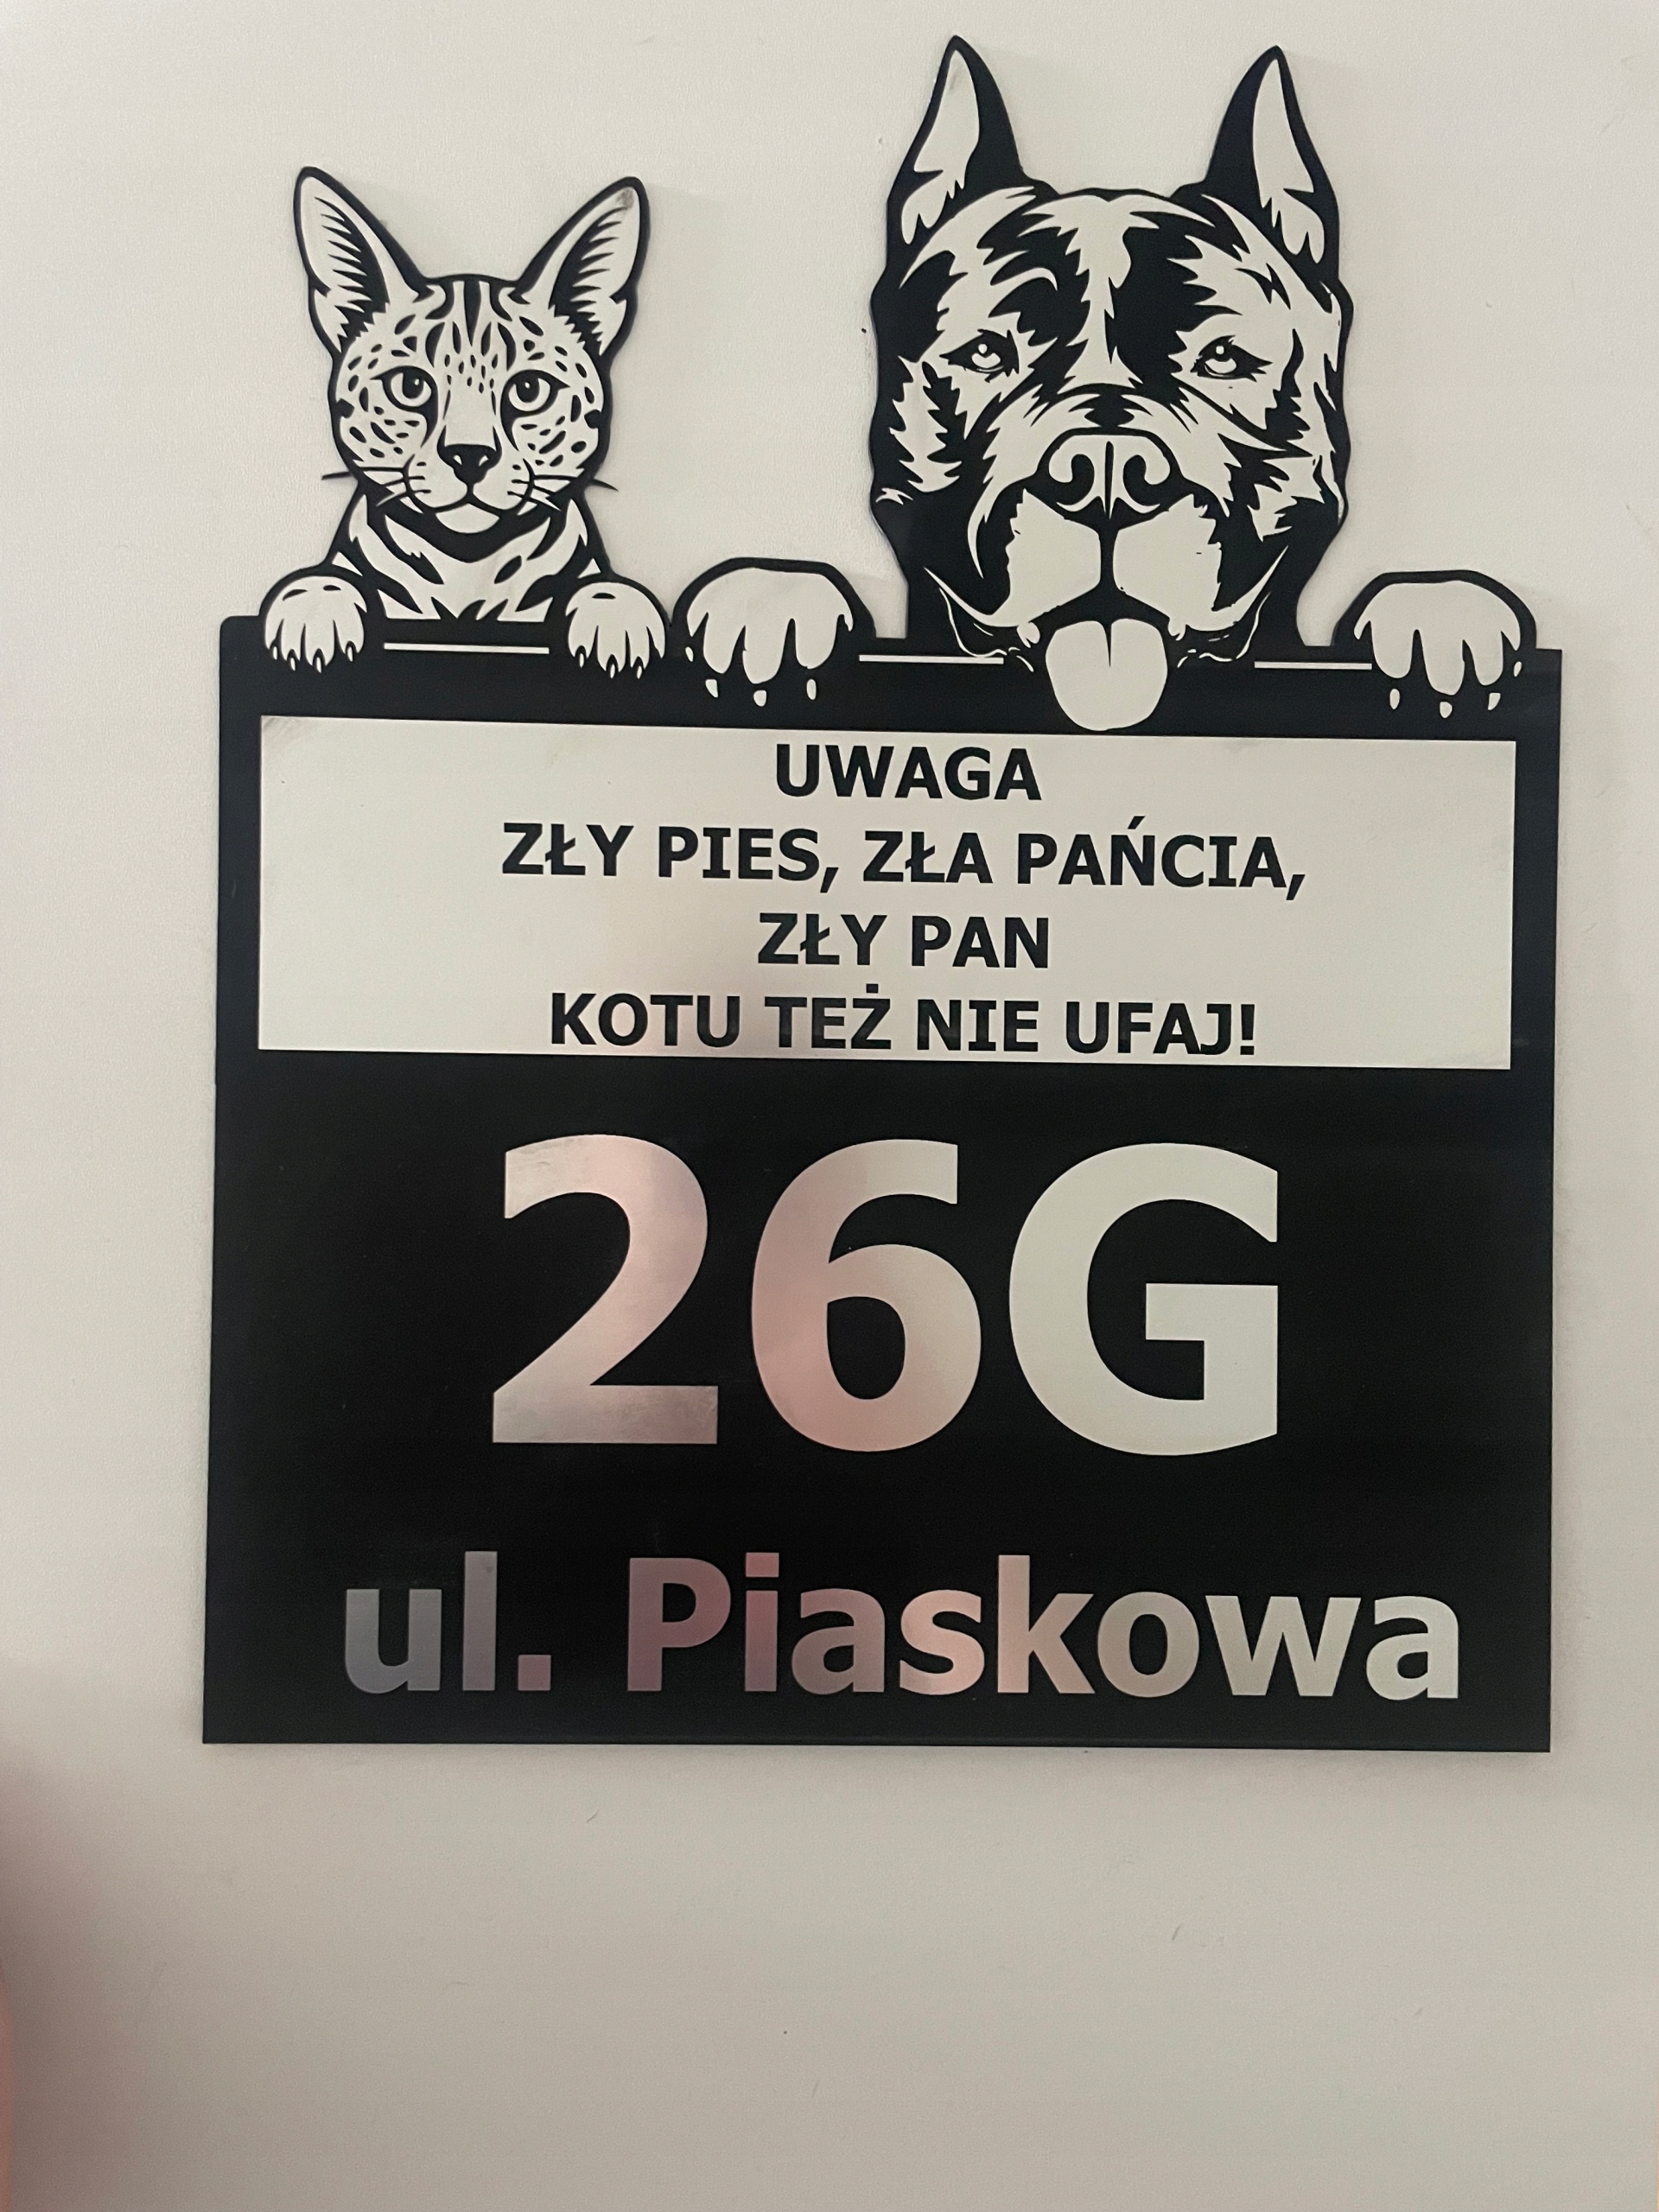 UWAGA
ZŁY PIES, ZŁA PAŃCIA,
ZŁY PAN
KOTU TEŻ NIE UFAJ!
26G
ul. Piaskowa